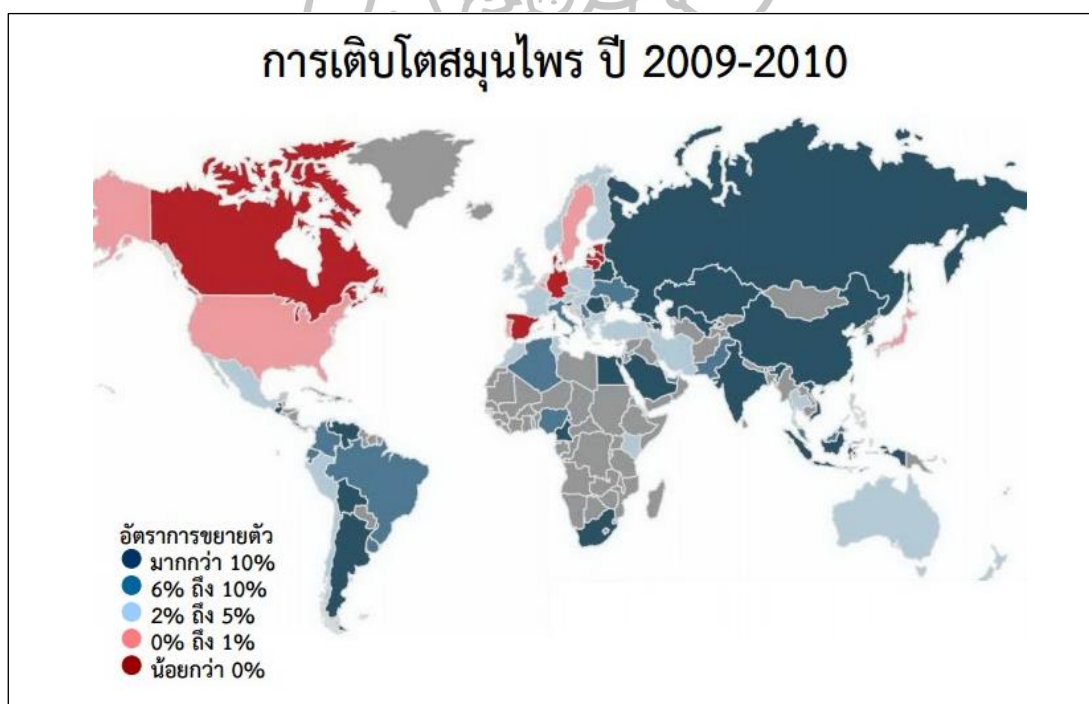 การเติบโตสมุนไพร ปี 2009-2010
อัตราการขยายตัว
มากกว่า 10%
6% ถึง 10%
2% ถึง 5%
0% ถึง 1%
น้อยกว่า 0%